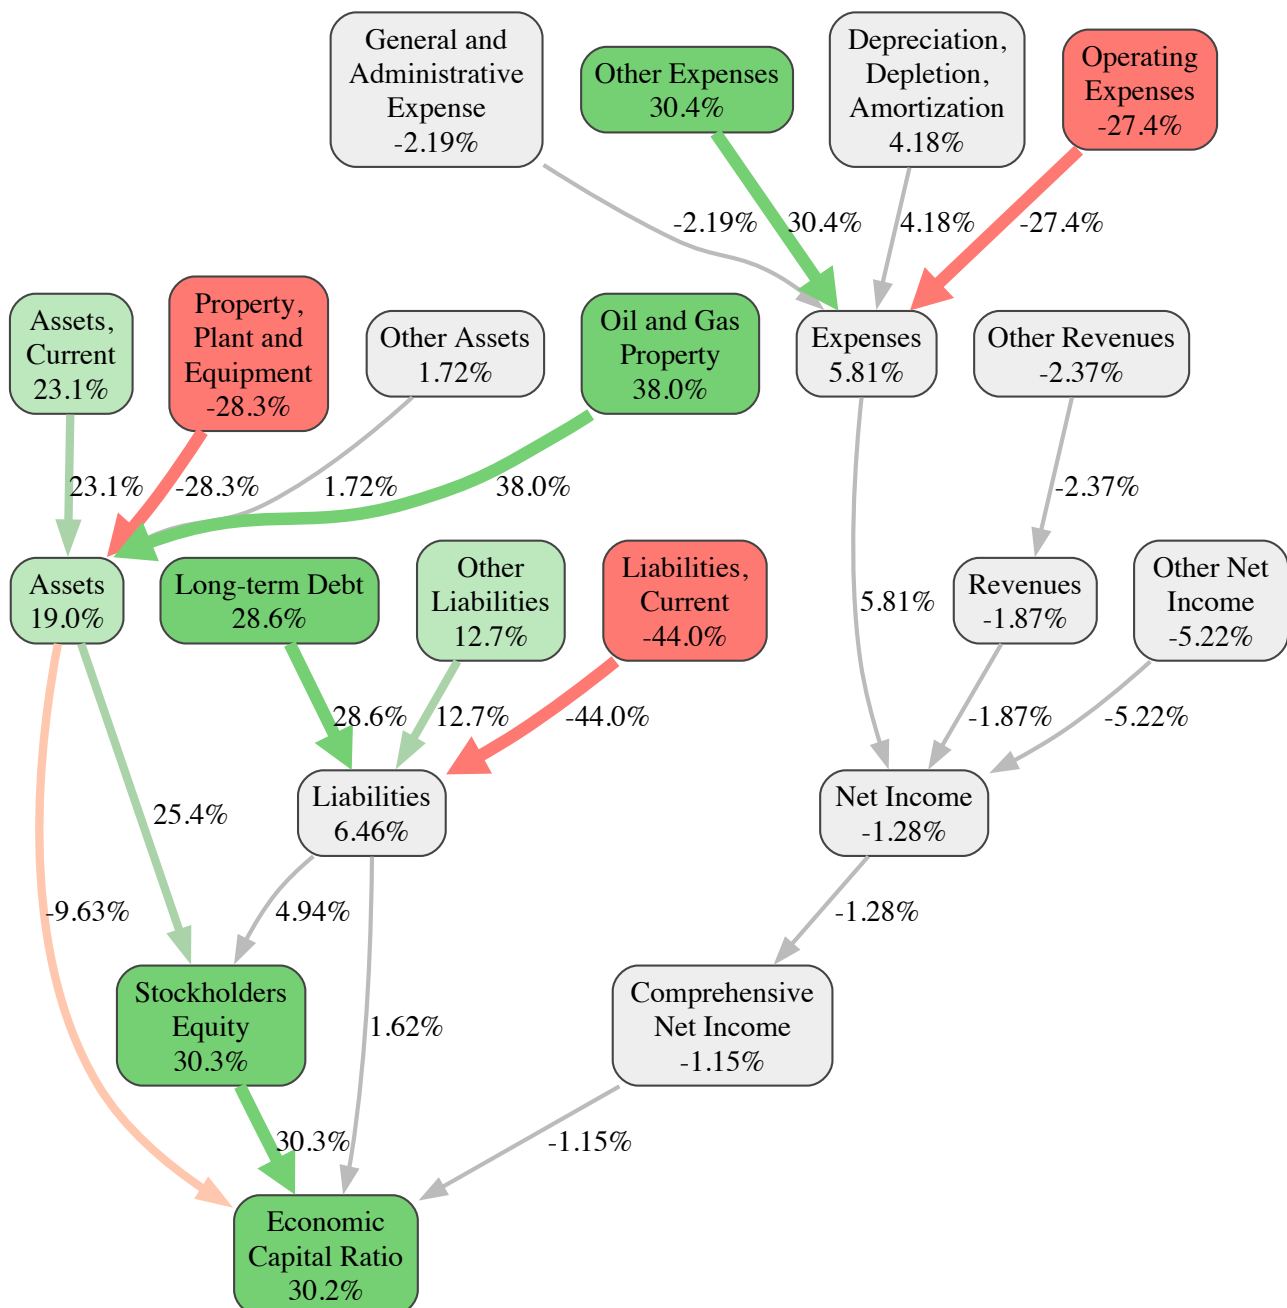 General and
Administrative
Expense
-2.19%
Other Expenses
30.4%
Depreciation,
Depletion,
Amortization
4.18%
Operating
Expenses
-27.4%
-2.19%
30.4%
4.18%
-27.4%
Assets,
Current
23.1%
Property,
Plant and
Equipment
-28.3%
Other Assets
1.72%
Oil and Gas
Property
38.0%
Expenses
5.81%
Other Revenues
-2.37%
23.1%
-28.3%
1.72%
38.0%
-2.37%
Assets
19.0%
Long-term Debt
28.6%
Other
Liabilities
12.7%
Liabilities,
Current
-44.0%
5.81%
Revenues
-1.87%
Other Net
Income
-5.22%
28.6%
12.7%
-44.0%
-1.87%
-5.22%
25.4%
Liabilities
6.46%
Net Income
-1.28%
-9.63%
4.94%
-1.28%
Stockholders
Equity
30.3%
1.62%
Comprehensive
Net Income
-1.15%
30.3%
-1.15%
Economic
Capital Ratio
30.2%